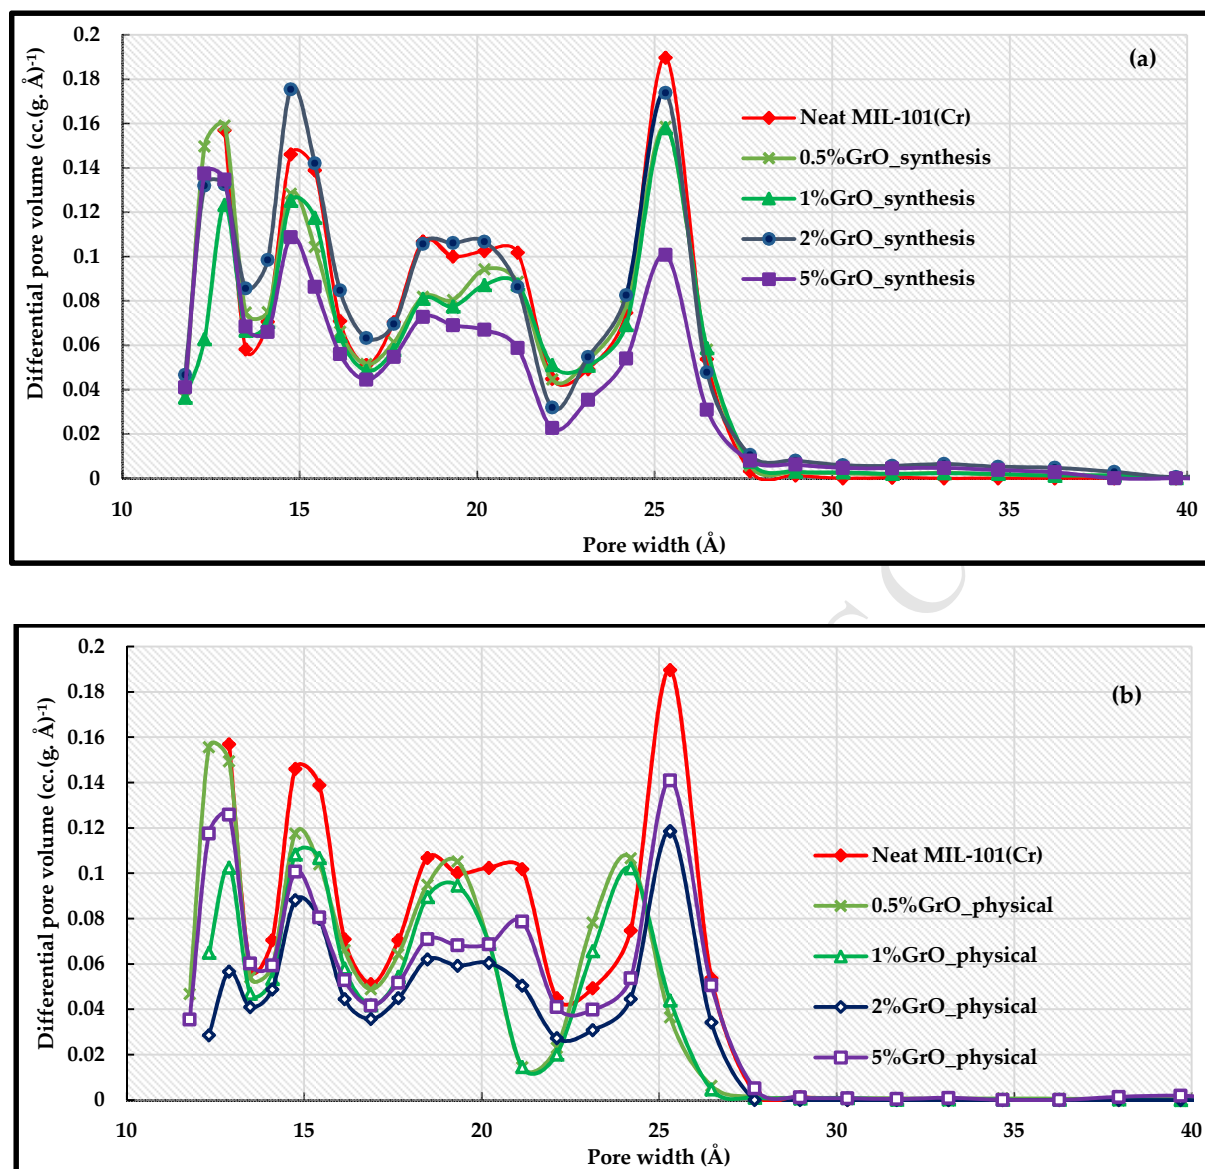 (a)
Differential pore volume (cc.(g. Å)-1)
0.2
0.18
0.16
0.14
0.12
0.1
0.08
0.06
0.04
0.02
0
Neat MIL-101(Cr)
0.5%GrO_synthesis
1%GrO_synthesis
2%GrO_synthesis
5%GrO_synthesis
10 15 20 25 30 35 40
Pore width (Å)
(b)
Differential pore volume (cc.(g. Å)-1)
0.2
0.18
0.16
0.14
0.12
0.1
0.08
0.06
0.04
0.02
0
Neat MIL-101(Cr)
0.5%GrO_physical
1%GrO_physical
2%GrO_physical
5%GrO_physical
10 15 20 25 30 35 40
Pore width (Å)